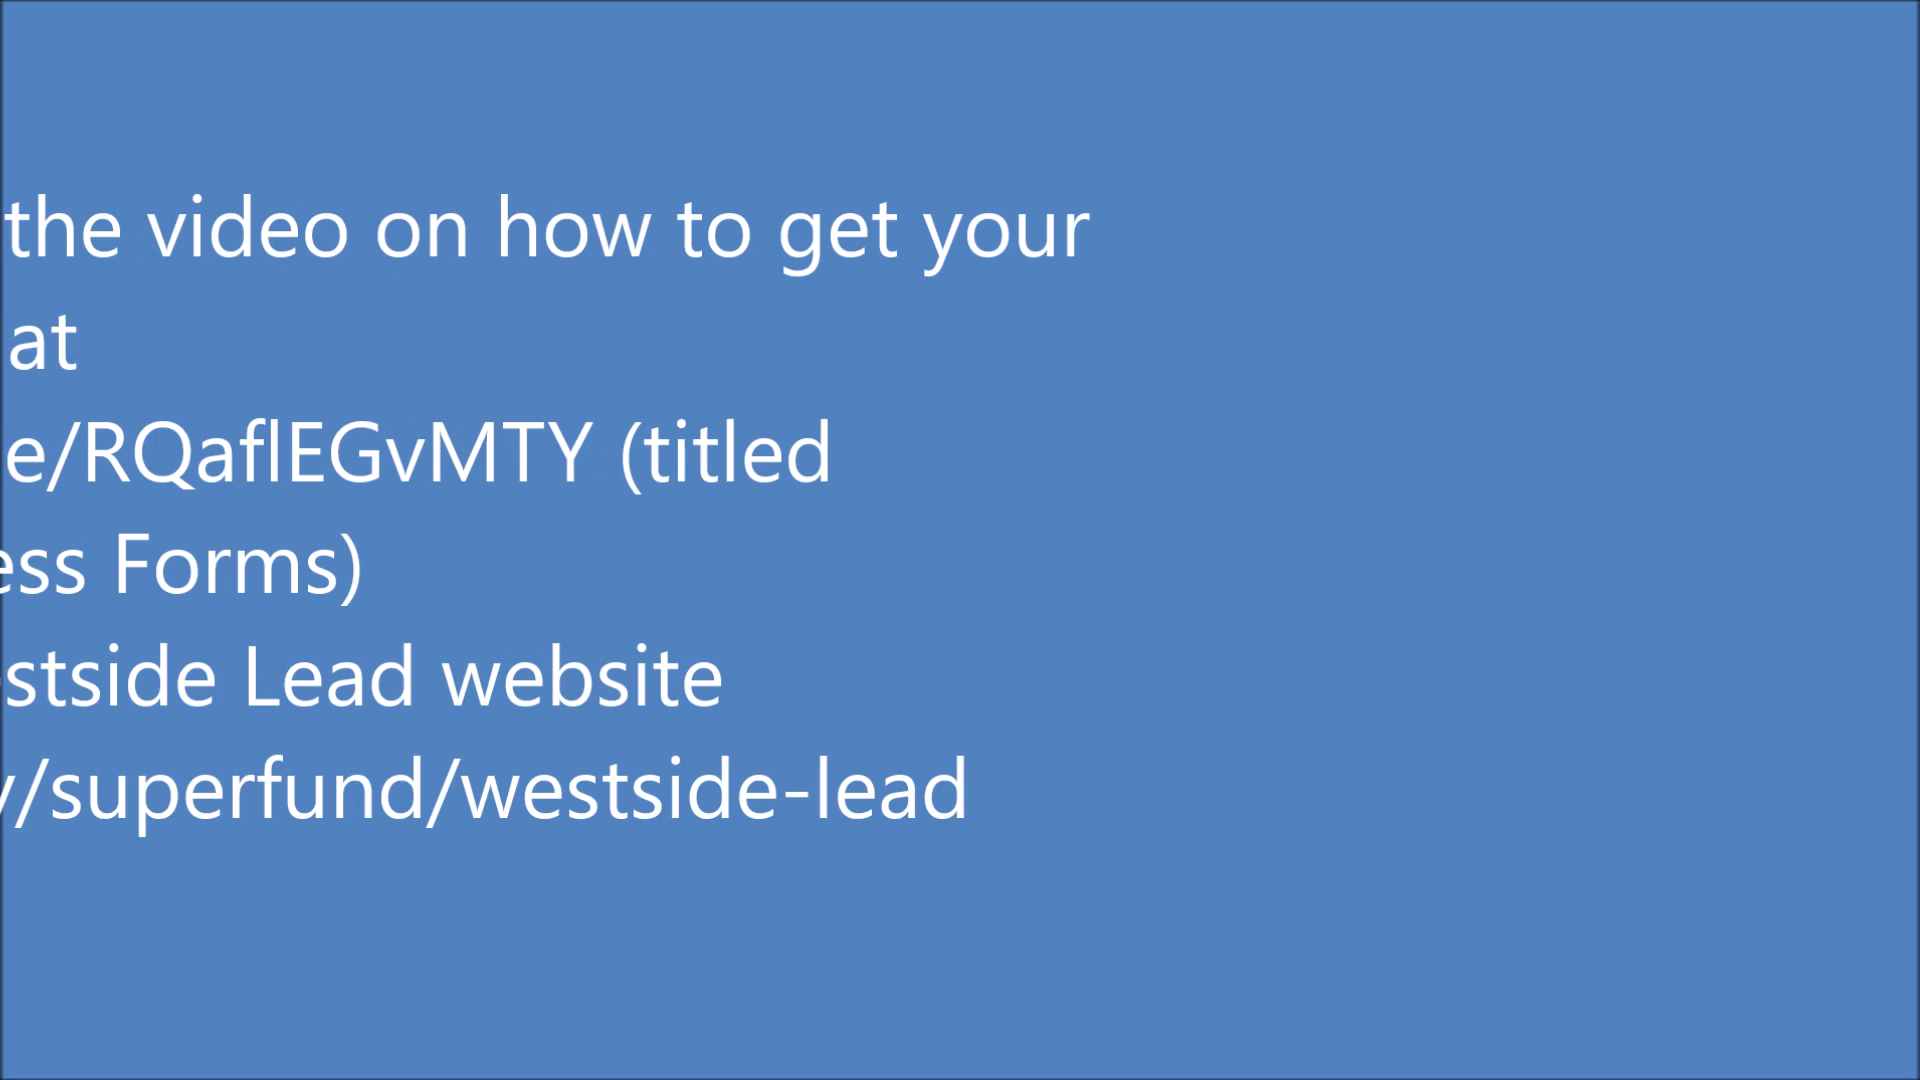 the video on how to get your
at
e/RQaflEGvMTY (titled
ess Forms)
stside Lead website
/superfund/westside-lead